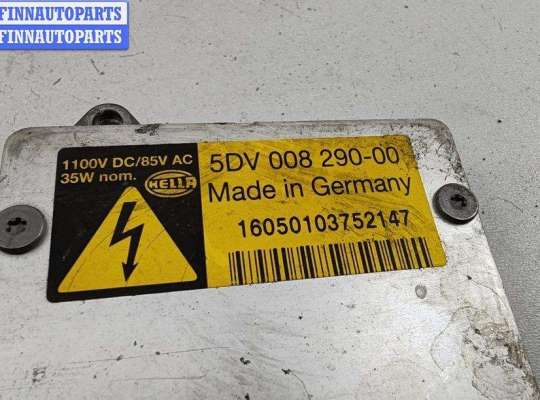 FINNAUTOPARTS
FINNAUTOPARTS
1100V DC/85V AC
35W nom.
HELLA
5DV 008 290-00
Made in Germany
16050103752147